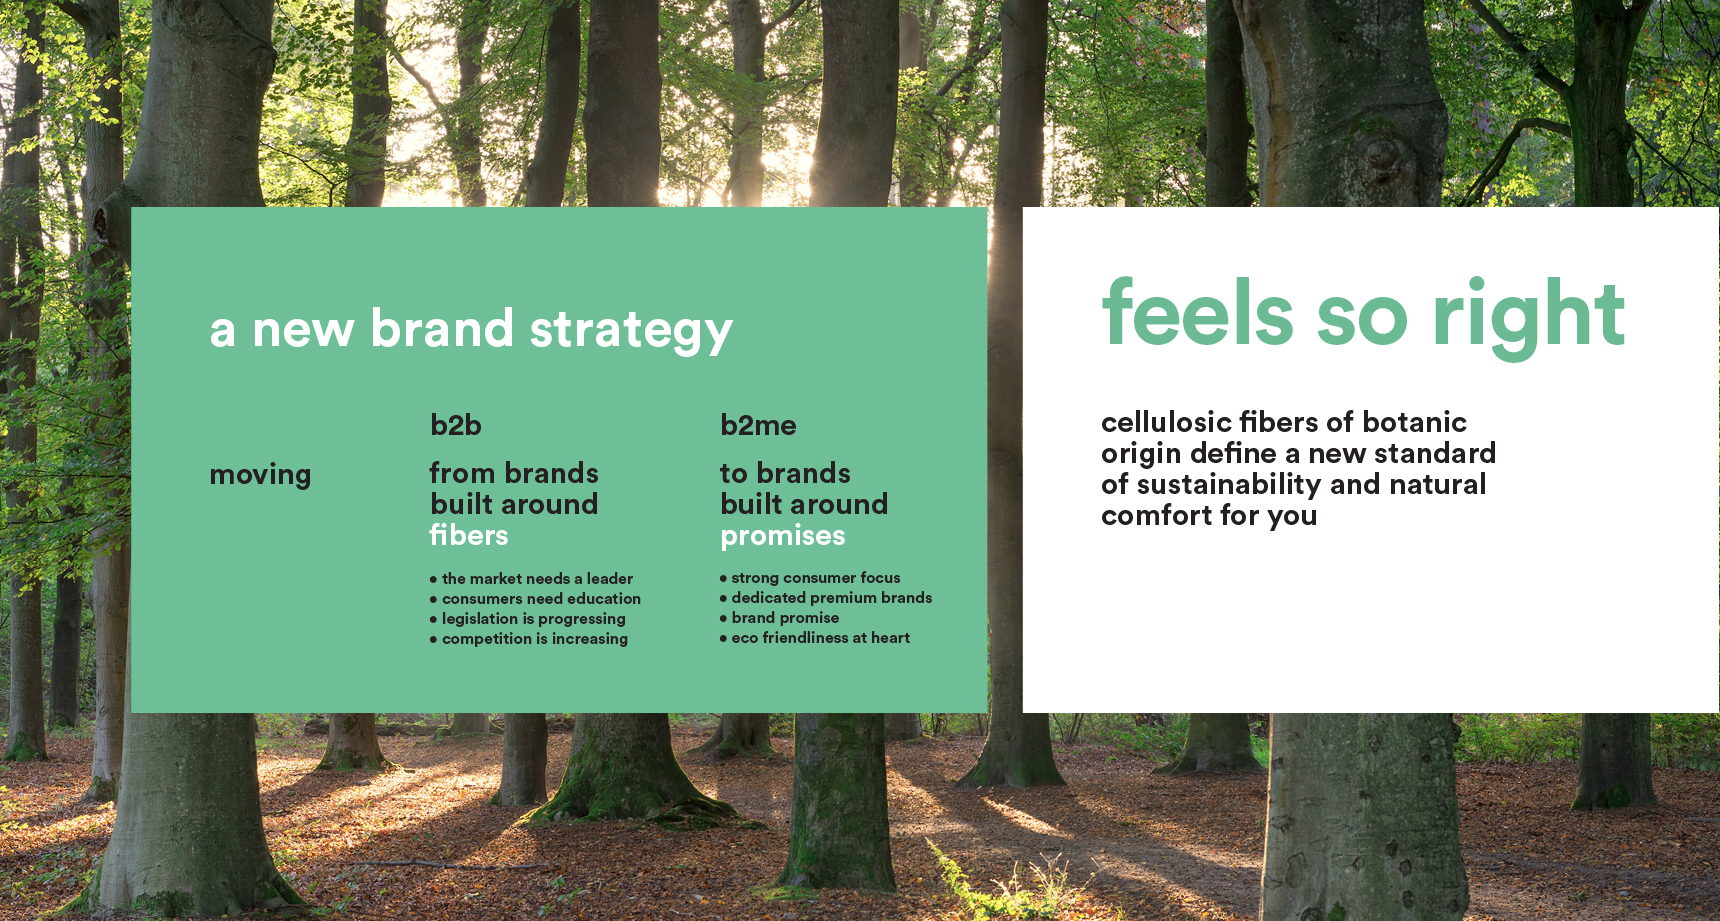 a new brand strategy
moving
b2b
from brands
built around
fibers
• the market needs a leader
• consumers need education
• legislation is progressing
• competition is increasing
b2me
to brands
built around
promises
• strong consumer focus
• dedicated premium brands
• brand promise
• eco friendliness at heart
feels so right
cellulosic fibers of botanic
origin define a new standard
of sustainability and natural
comfort for you